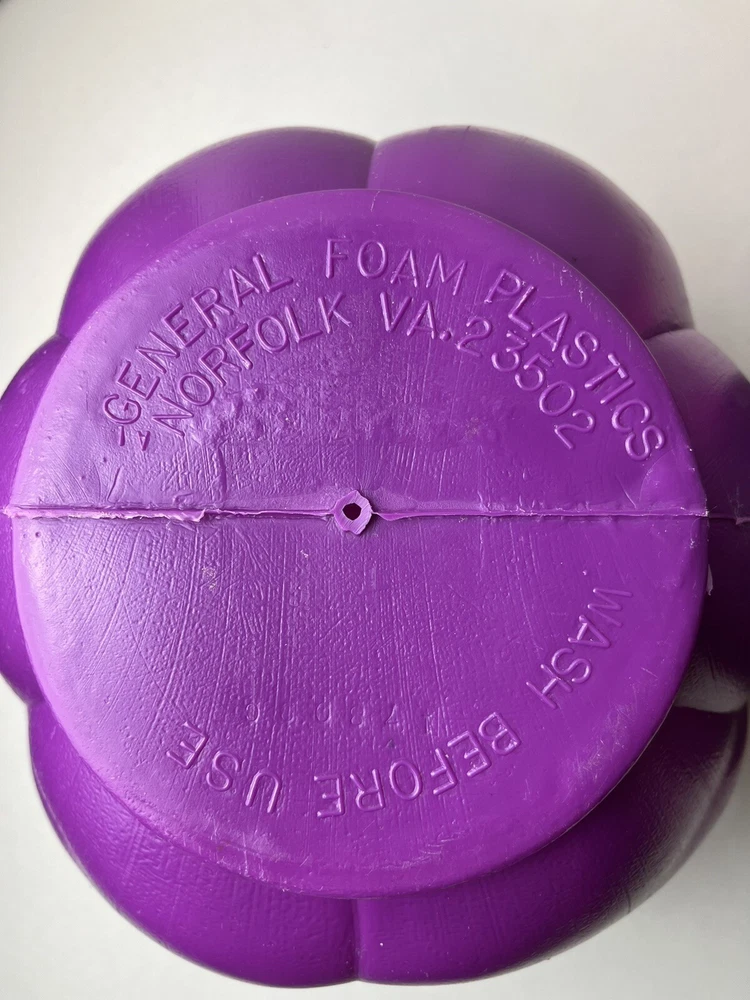 GENERAL FOAM PLASTICS
NORFOLK VA. 23502
WASH BEFORE USE